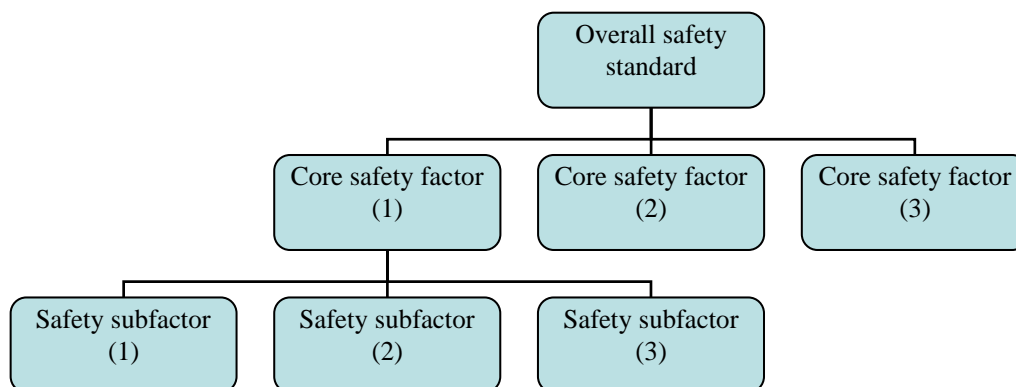 Overall safety
standard
Core safety factor
(1)
Core safety factor
(2)
Core safety factor
(3)
Safety subfactor
(1)
Safety subfactor
(2)
Safety subfactor
(3)